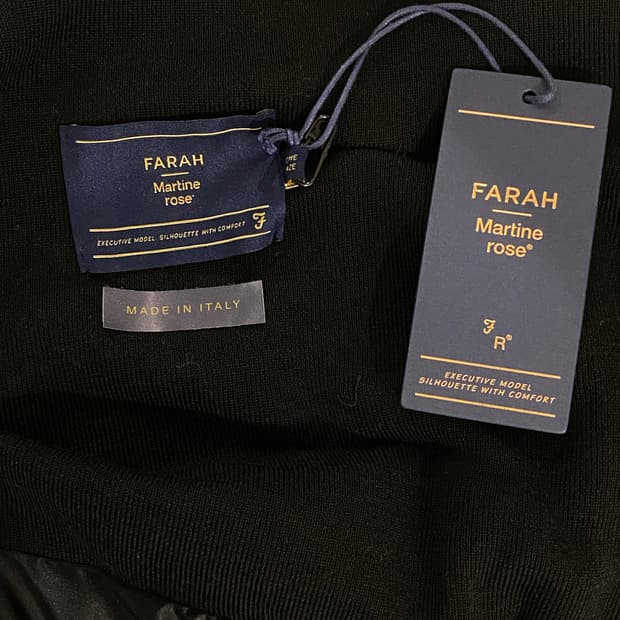 FARAH
Martine
rose®
EXECUTIVE MODEL SILHOUETTE WITH COMFORT
MADE IN ITALY
FARAH
Martine
rose®
F
R®
EXECUTIVE MODEL
SILHOUETTE WITH COMFORT